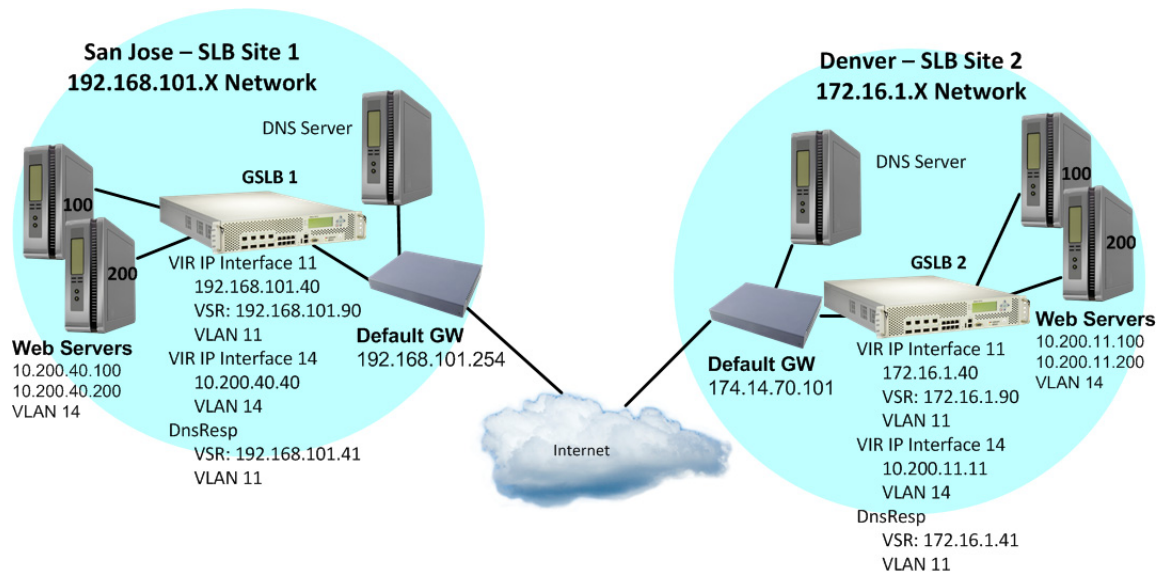 San Jose – SLB Site 1
192.168.101.X Network
DNS Server
GSLB 1
100
200
VIR IP Interface 11
192.168.101.40
VSR: 192.168.101.90
VLAN 11
VIR IP Interface 14
10.200.40.40
VLAN 14
DnsResp
VSR: 192.168.101.41
VLAN 11
Web Servers
10.200.40.100
10.200.40.200
VLAN 14
Default GW
192.168.101.254
Internet
Denver – SLB Site 2
172.16.1.X Network
DNS Server
100
200
GSLB 2
Default GW
174.14.70.101
VIR IP Interface 11
172.16.1.40
VSR: 172.16.1.90
VLAN 11
VIR IP Interface 14
10.200.11.11
VLAN 14
DnsResp
VSR: 172.16.1.41
VLAN 11
Web Servers
10.200.11.100
10.200.11.200
VLAN 14